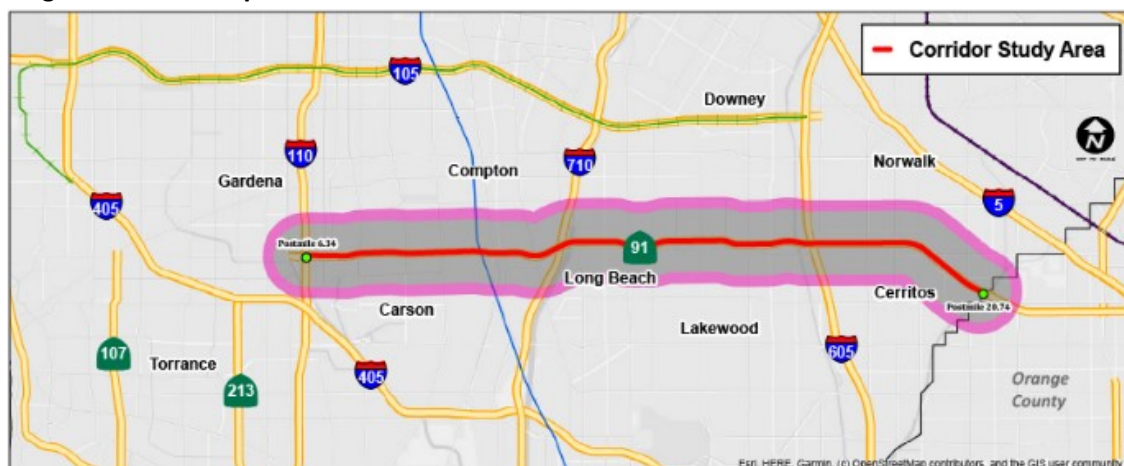 Corridor Study Area
105
Downey
110
Compton
710
Norwalk
Gardena
5
405
Postmile 6.34
91
Long Beach
Cerritos
Postmile 20.74
Carson
Lakewood
107
Torrance
213
405
605
Orange
County
N
Esri, HERE, Garmin, (c) OpenStreetMap contributors, and the GIS user community